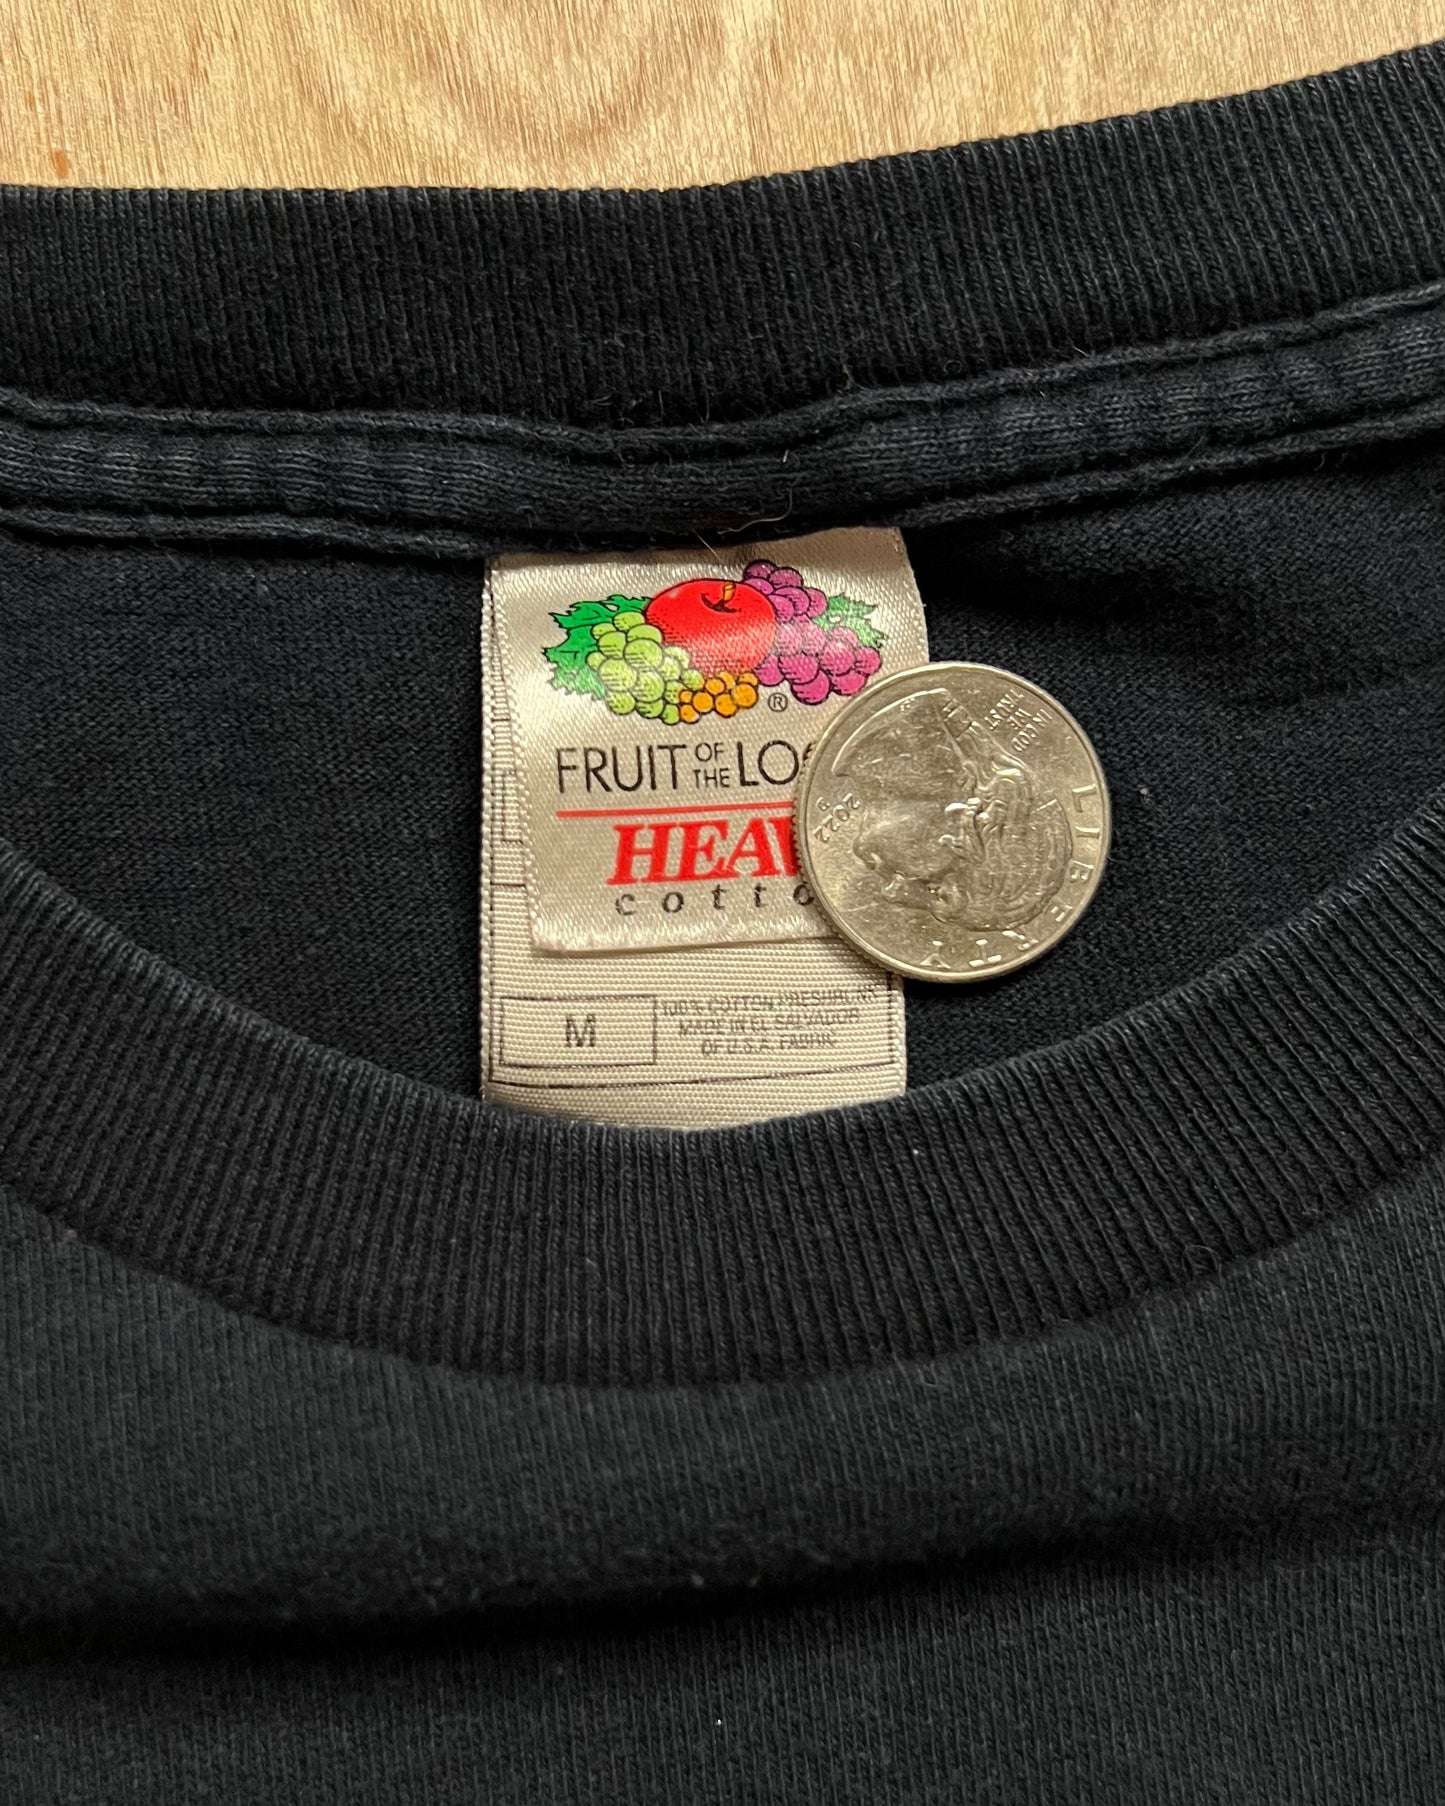 ®
FRUIT OF THE LO
HEAV
cotto
M
100% COTTON PRESHRUNK
MADE IN EL SALVADOR
OF U.S.A. FABRIC
LIBERTY
IN GOD
WE
TRUST
2022
P